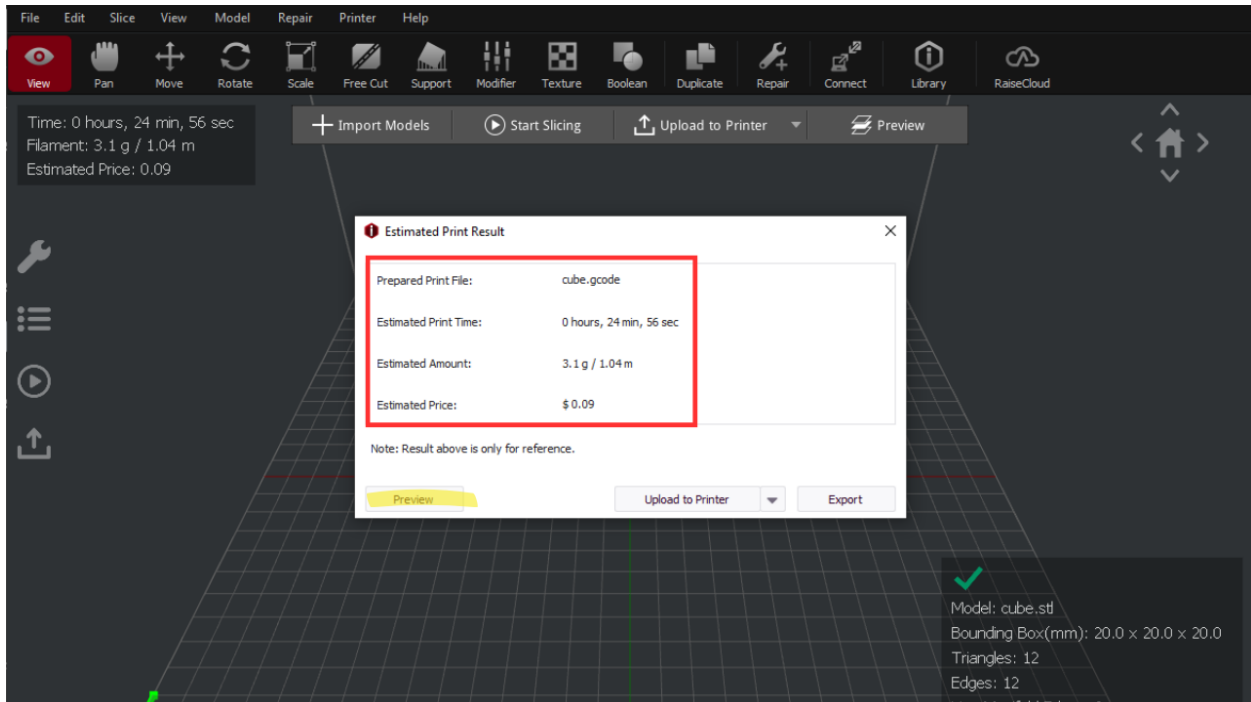 File Edit Slice View Model Repair Printer Help
View Pan Move Rotate Scale Free Cut Support Modifier Texture Boolean Duplicate Repair Connect Library RaiseCloud
Time: 0 hours, 24 min, 56 sec
Filament: 3.1 g / 1.04 m
Estimated Price: 0.09
Import Models Start Slicing Upload to Printer Preview
Estimated Print Result
Prepared Print File: cube.gcode
Estimated Print Time: 0 hours, 24 min, 56 sec
Estimated Amount: 3.1 g / 1.04 m
Estimated Price: $ 0.09
Note: Result above is only for reference.
Preview Upload to Printer Export
Model: cube.stl
Bounding Box(mm): 20.0 x 20.0 x 20.0
Triangles: 12
Edges: 12